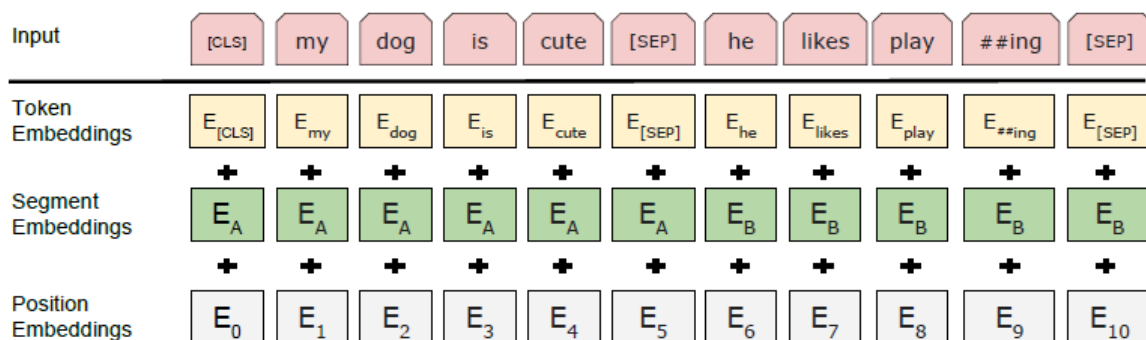 Input [CLS] my dog is cute [SEP] he likes play ##ing [SEP]
Token Embeddings E[CLS] Emy Edog Eis Ecute E[SEP] Ehe Elikes Eplay E##ing E[SEP]
+ + + + + + + + + + +
Segment Embeddings EA EA EA EA EA EA EB EB EB EB EB
+ + + + + + + + + + +
Position Embeddings E0 E1 E2 E3 E4 E5 E6 E7 E8 E9 E10